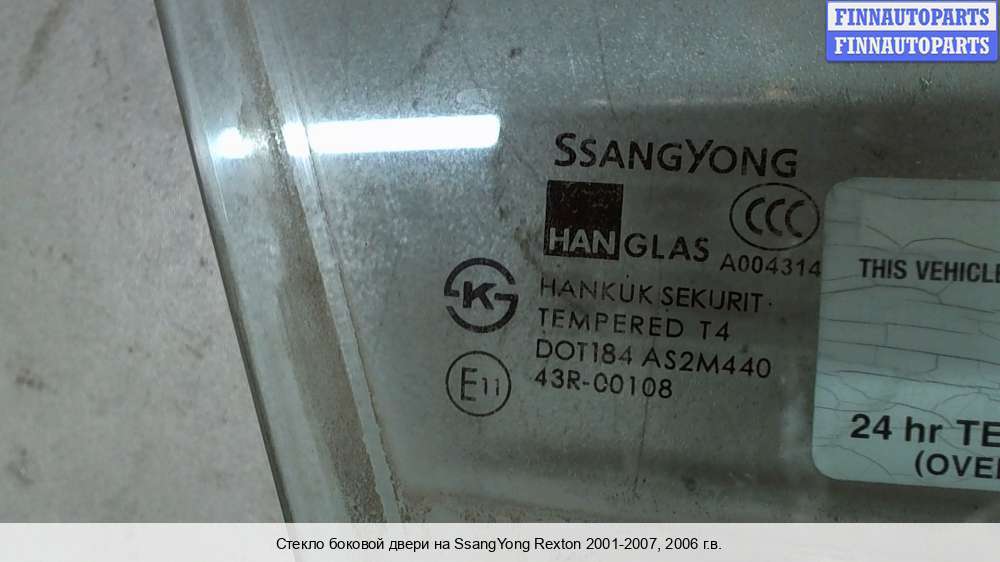 FINNAUTOPARTS
FINNAUTOPARTS
SSANGYONG
CCC
HANGLAS
A004314
THIS VEHICLE
K
HANKUK SEKURIT
TEMPERED T4
DOT184 AS2M440
E11
43R-00108
24 hr TE
(OVE
Стекло боковой двери на SsangYong Rexton 2001-2007, 2006 г.в.